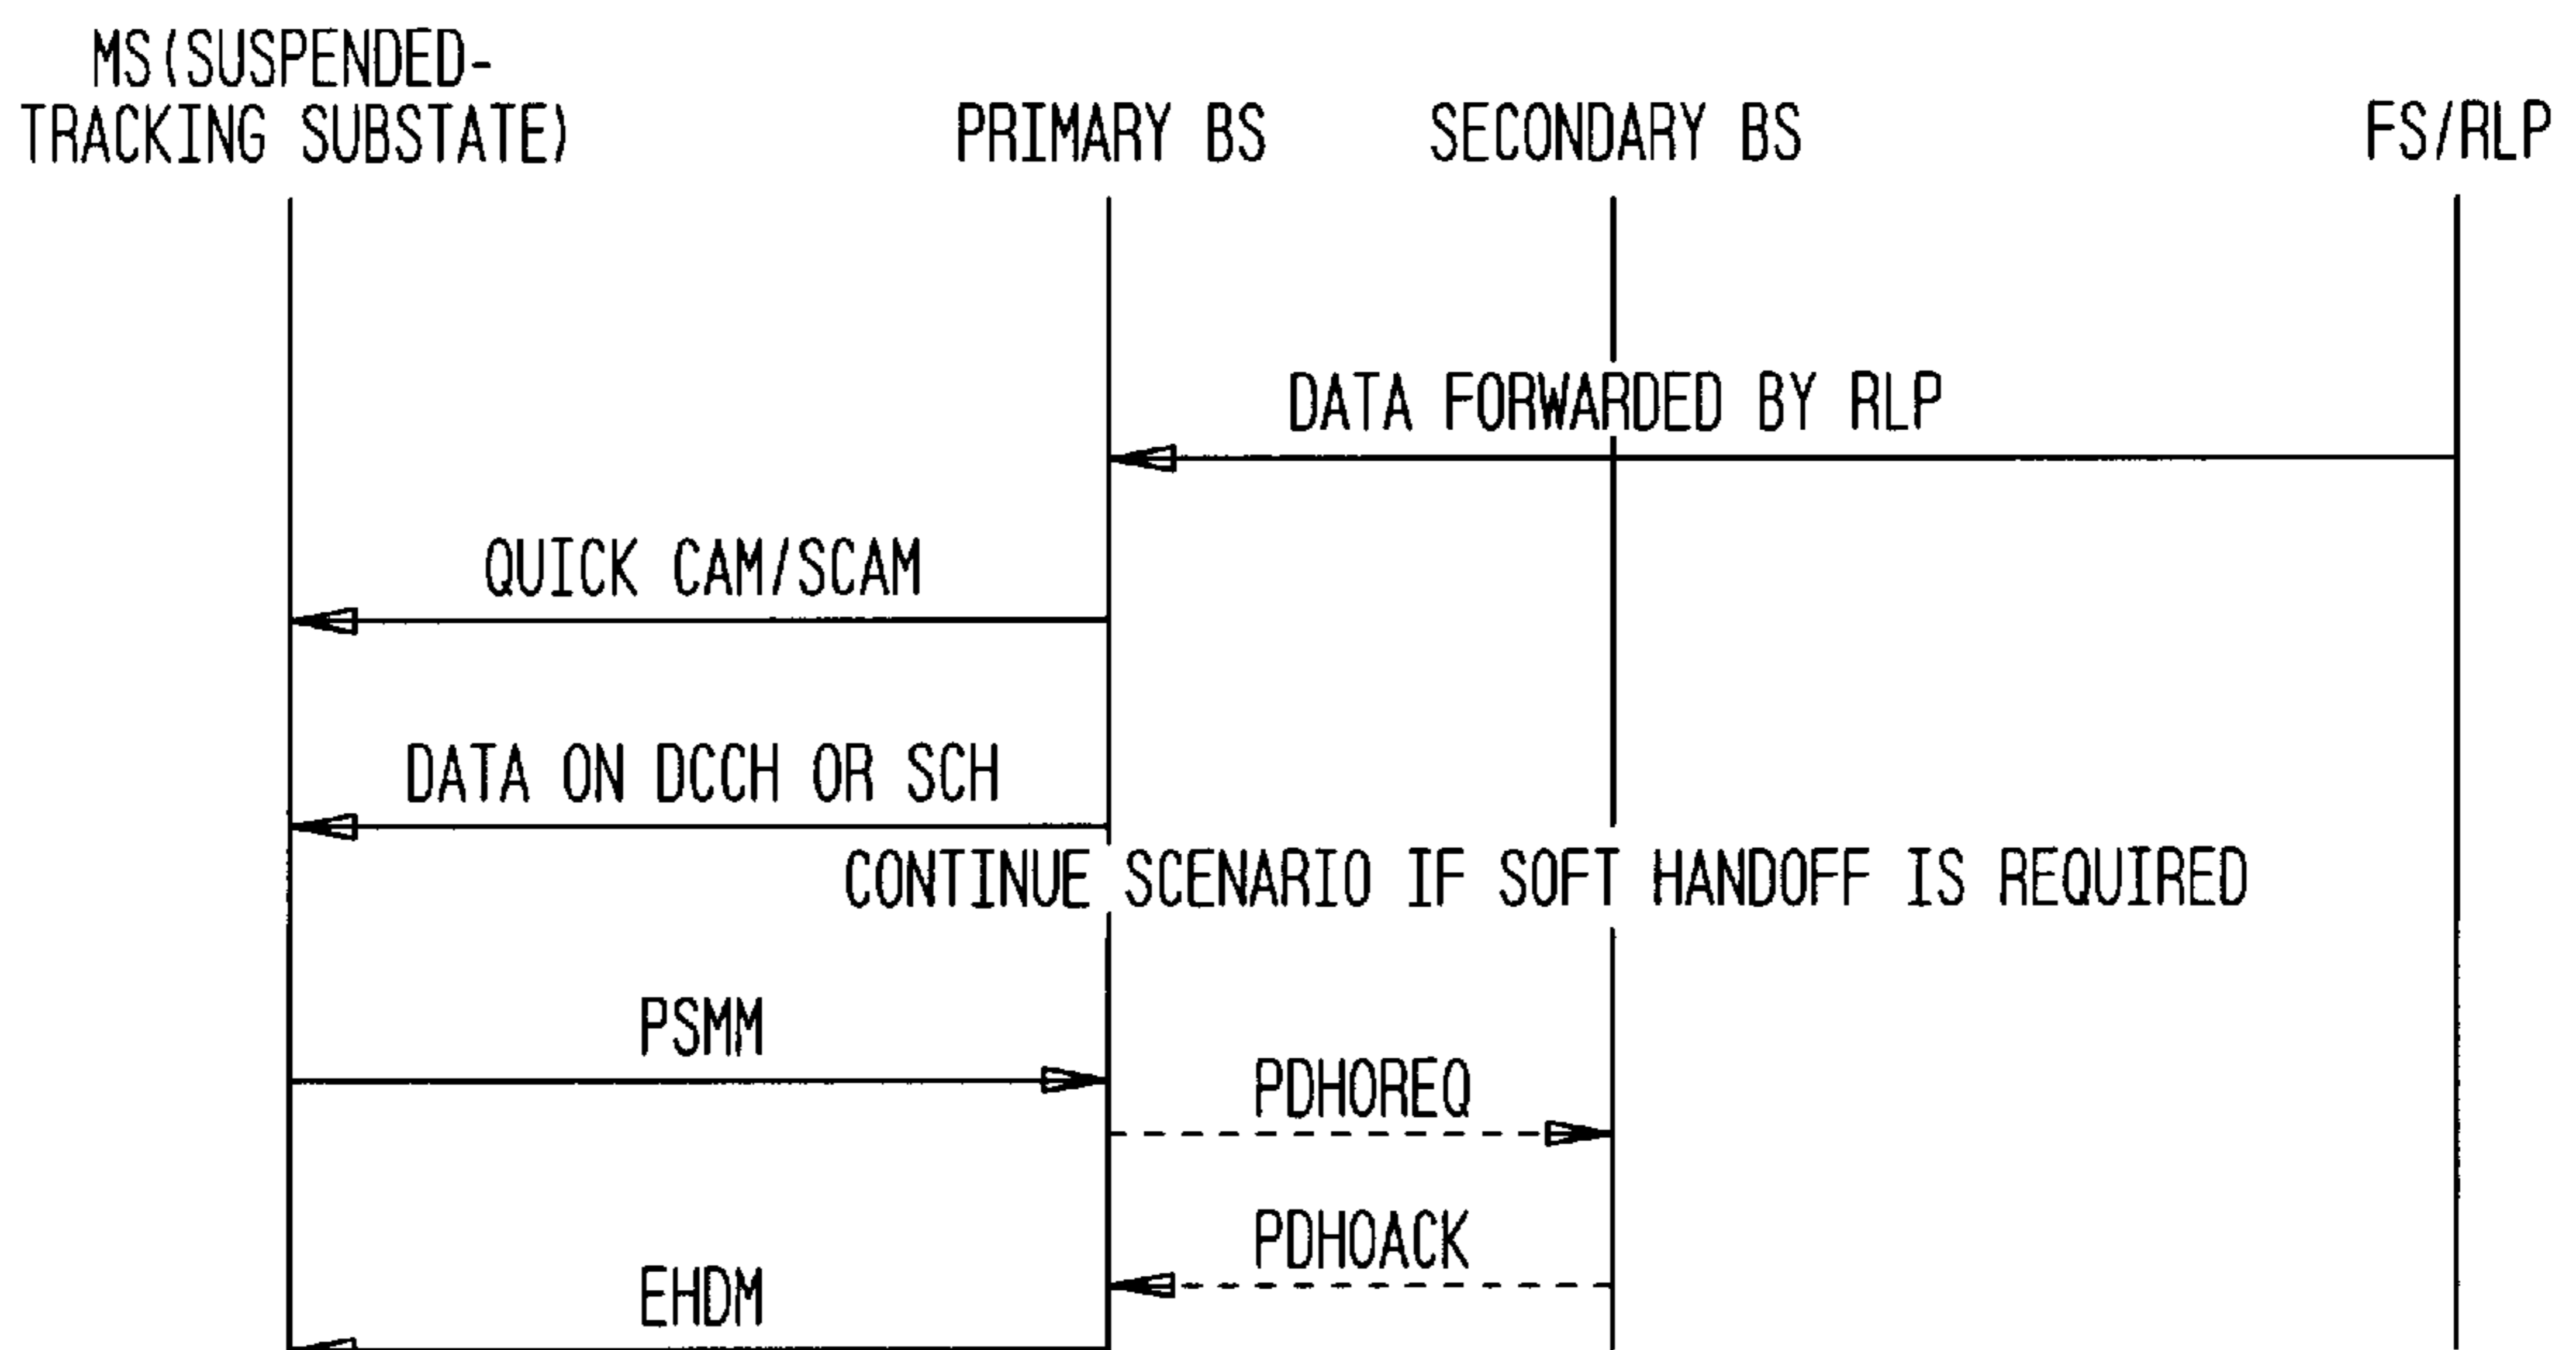 MS(SUSPENDED-
TRACKING SUBSTATE)
PRIMARY BS
SECONDARY BS
FS/RLP
DATA FORWARDED BY RLP
QUICK CAM/SCAM
DATA ON DCCH OR SCH
CONTINUE SCENARIO IF SOFT HANDOFF IS REQUIRED
PSMM
PDHOREQ
PDHOACK
EHDM